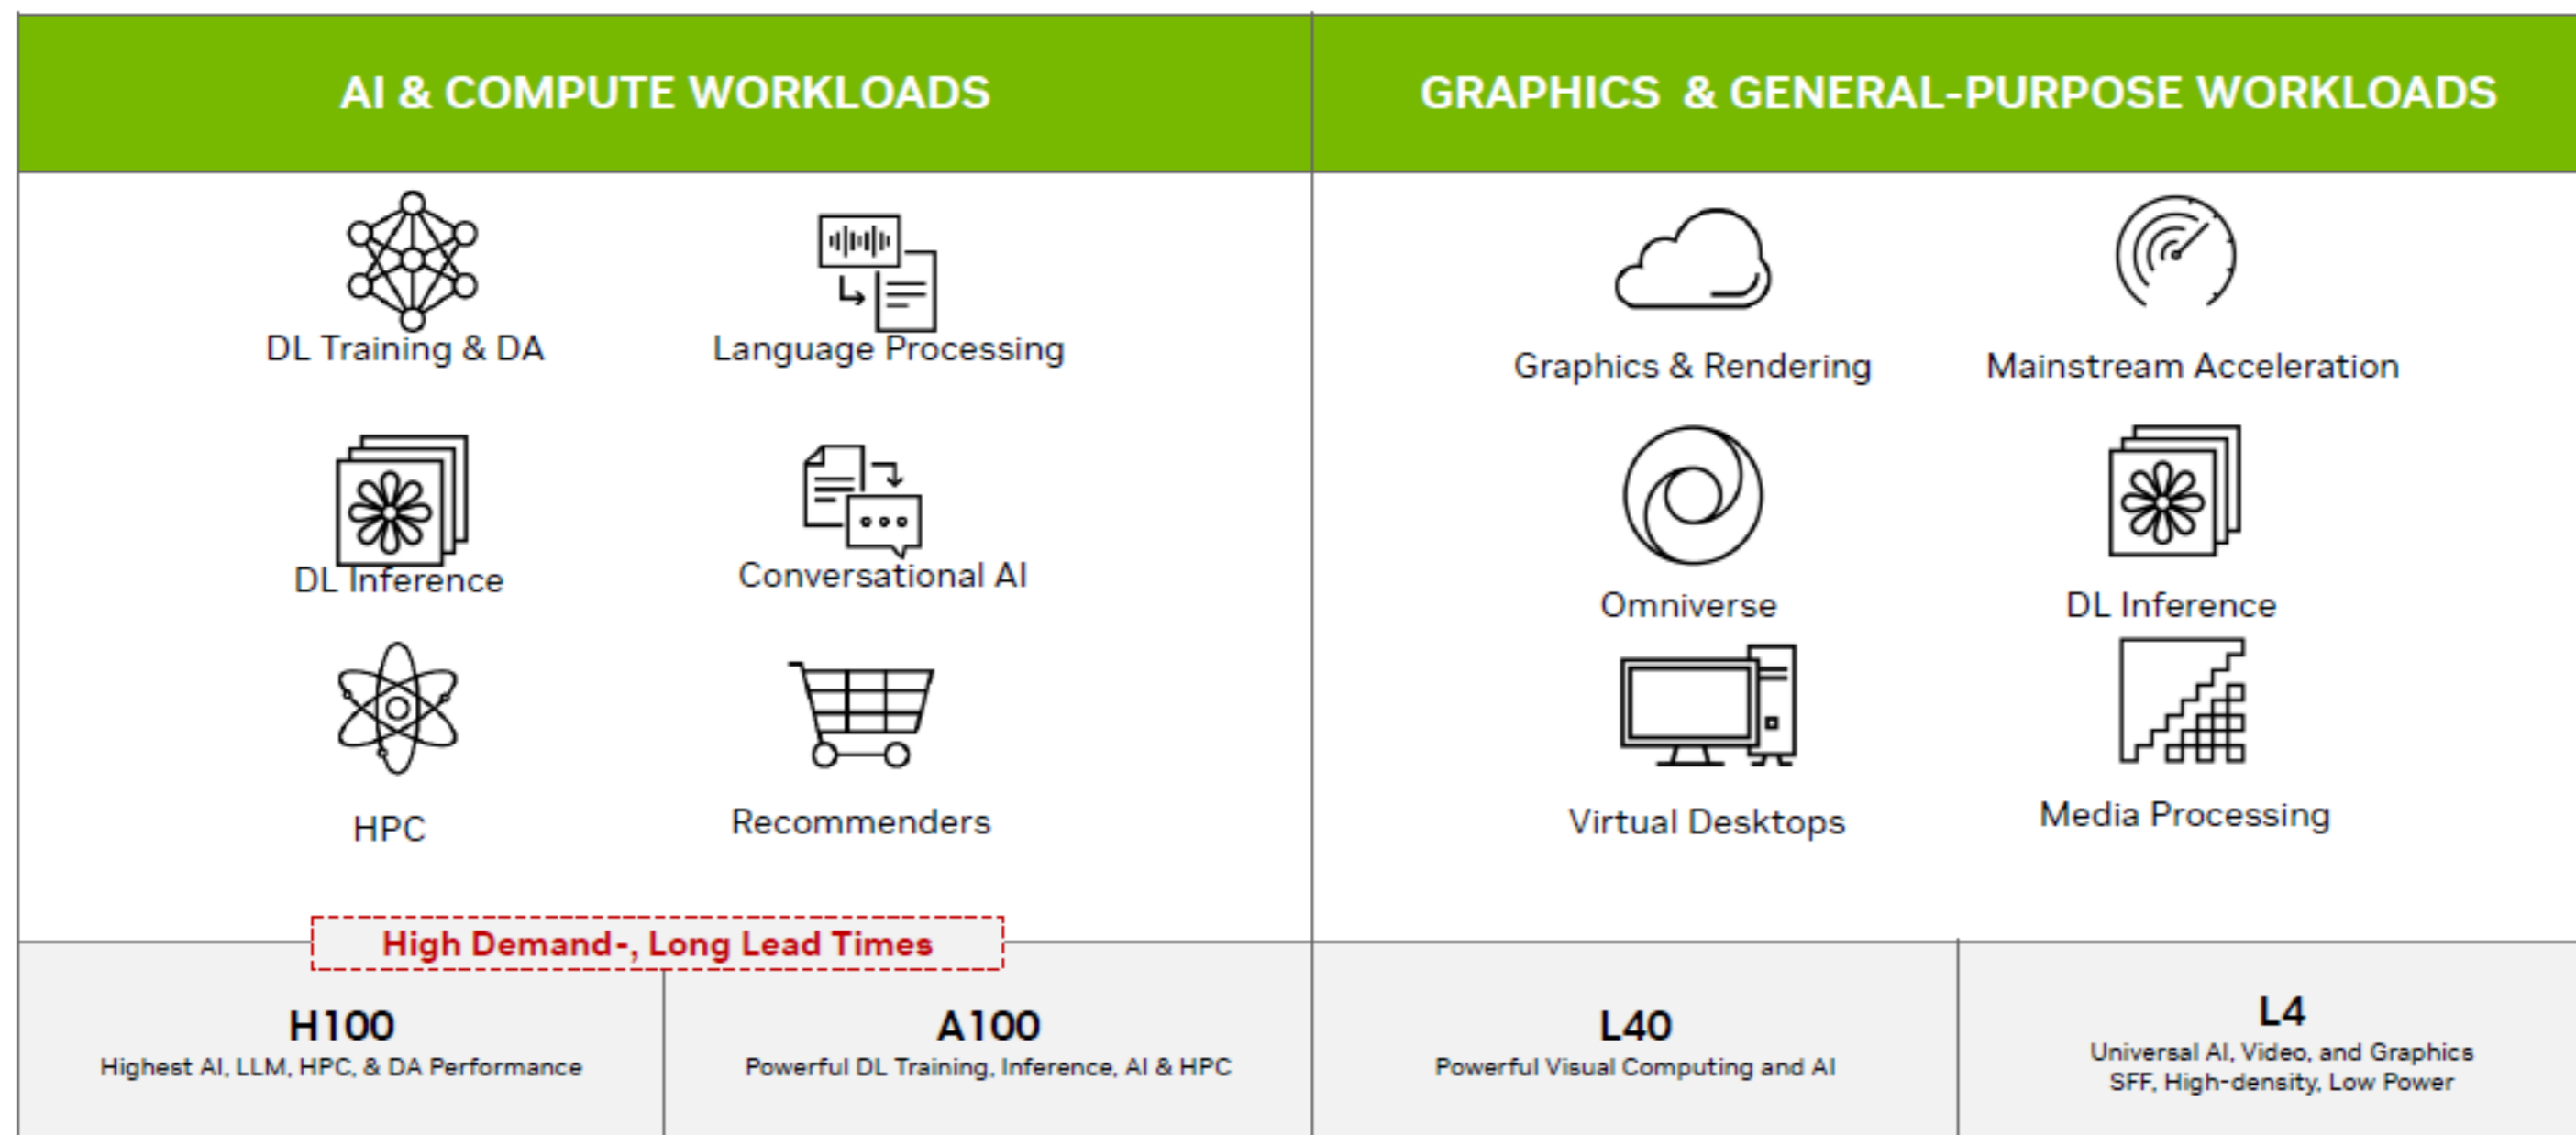 AI & COMPUTE WORKLOADS
GRAPHICS & GENERAL-PURPOSE WORKLOADS
DL Training & DA
Language Processing
DL Inference
Conversational AI
HPC
Recommenders
Graphics & Rendering
Mainstream Acceleration
Omniverse
DL Inference
Virtual Desktops
Media Processing
High Demand-, Long Lead Times
H100
Highest AI, LLM, HPC, & DA Performance
A100
Powerful DL Training, Inference, AI & HPC
L40
Powerful Visual Computing and AI
L4
Universal AI, Video, and Graphics
SFF, High-density, Low Power